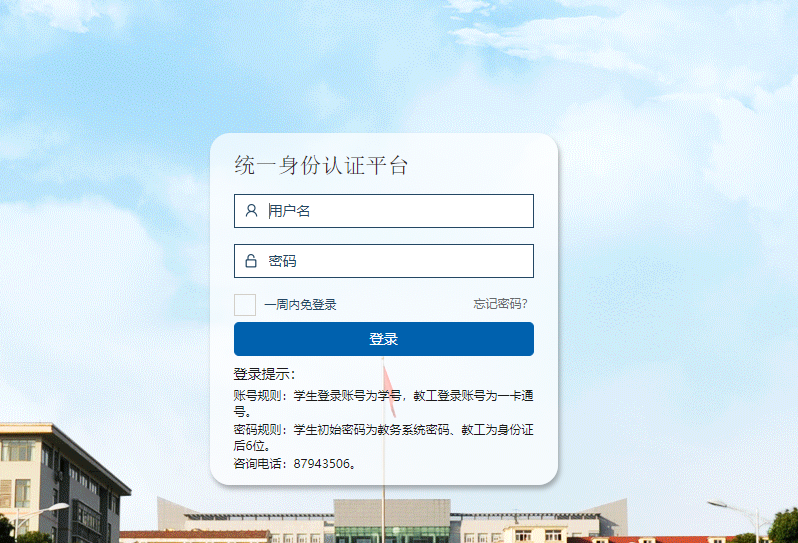 统一身份认证平台
用户名
密码
一周内免登录 忘记密码?
登录
登录提示：
账号规则：学生登录账号为学号，教工登录账号为一卡通
号。
密码规则：学生初始密码为教务系统密码、教工为身份证
后6位。
咨询电话：87943506。